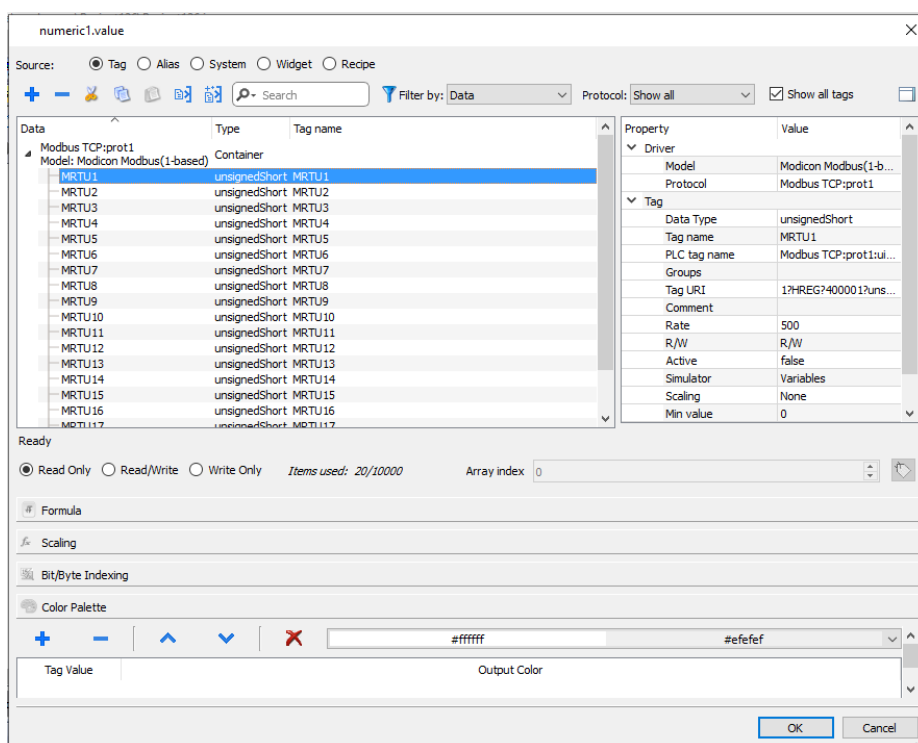 numeric1.value
Source: Tag Alias System Widget Recipe
Search Filter by: Data Protocol: Show all Show all tags
Data Type Tag name
Modbus TCP:prot1
Model: Modicon Modbus(1-based) Container
MRTU1 unsignedShort MRTU1
MRTU2 unsignedShort MRTU2
MRTU3 unsignedShort MRTU3
MRTU4 unsignedShort MRTU4
MRTU5 unsignedShort MRTU5
MRTU6 unsignedShort MRTU6
MRTU7 unsignedShort MRTU7
MRTU8 unsignedShort MRTU8
MRTU9 unsignedShort MRTU9
MRTU10 unsignedShort MRTU10
MRTU11 unsignedShort MRTU11
MRTU12 unsignedShort MRTU12
MRTU13 unsignedShort MRTU13
MRTU14 unsignedShort MRTU14
MRTU15 unsignedShort MRTU15
MRTU16 unsignedShort MRTU16
MRTU17 unsignedShort MRTU17
Property Value
Driver
Model Modicon Modbus(1-b...
Protocol Modbus TCP:prot1
Tag
Data Type unsignedShort
Tag name MRTU1
PLC tag name Modbus TCP:prot1:ui...
Groups
Tag URI 1?HREG?400001?uns...
Comment
Rate 500
R/W R/W
Active false
Simulator Variables
Scaling None
Min value 0
Ready
Read Only Read/Write Write Only Items used: 20/10000 Array index 0
Formula
Scaling
Bit/Byte Indexing
Color Palette
#ffffff #efefef
Tag Value Output Color
OK Cancel